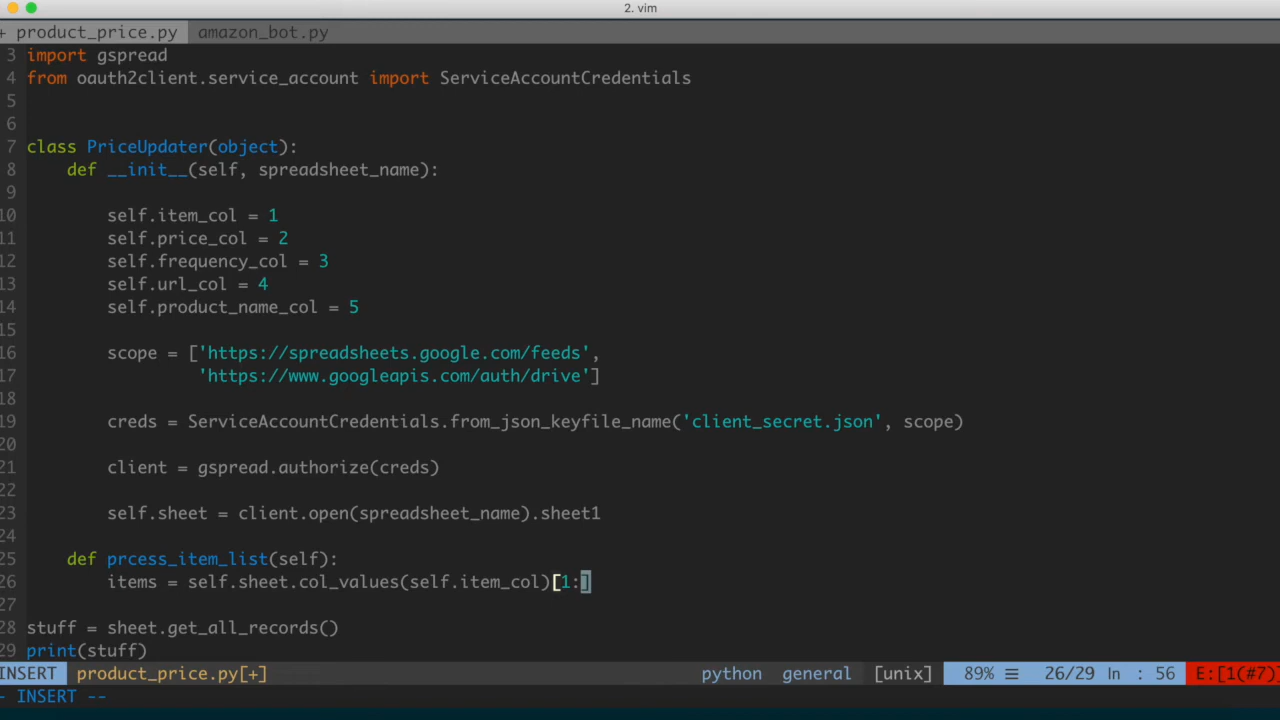 2. vim
+ product_price.py amazon_bot.py
3 import gspread
4 from oauth2client.service_account import ServiceAccountCredentials
5
6
7 class PriceUpdater(object):
8 def __init__(self, spreadsheet_name):
9
10 self.item_col = 1
11 self.price_col = 2
12 self.frequency_col = 3
13 self.url_col = 4
14 self.product_name_col = 5
15
16 scope = ['https://spreadsheets.google.com/feeds',
17 'https://www.googleapis.com/auth/drive']
18
19 creds = ServiceAccountCredentials.from_json_keyfile_name('client_secret.json', scope)
20
21 client = gspread.authorize(creds)
22
23 self.sheet = client.open(spreadsheet_name).sheet1
24
25 def prcess_item_list(self):
26 items = self.sheet.col_values(self.item_col)[1:]
27
28 stuff = sheet.get_all_records()
29 print(stuff)
INSERT product_price.py[+] python general [unix] 89% ☰ 26/29 ln : 56 E:[1(#7)]
- INSERT --